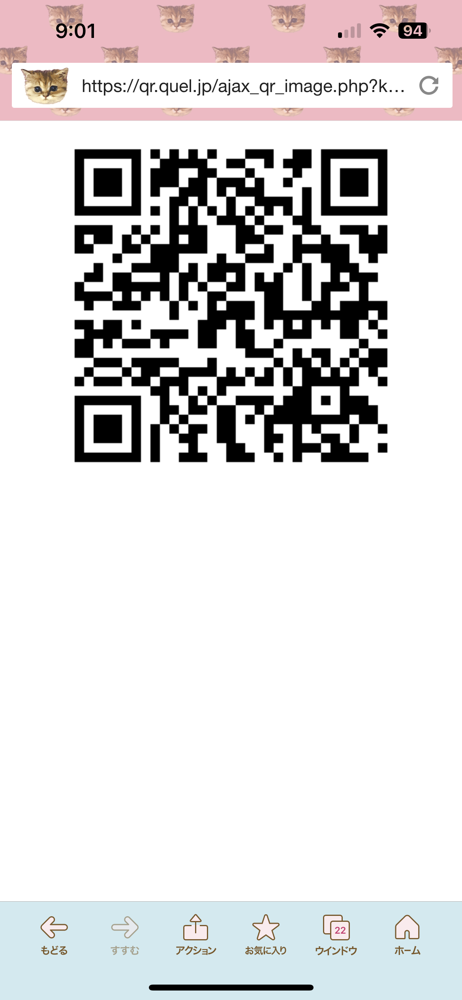 9:01
94
https://qr.quel.jp/ajax_qr_image.php?k...
22
もどる
すすむ
アクション
お気に入り
ウインドウ
ホーム